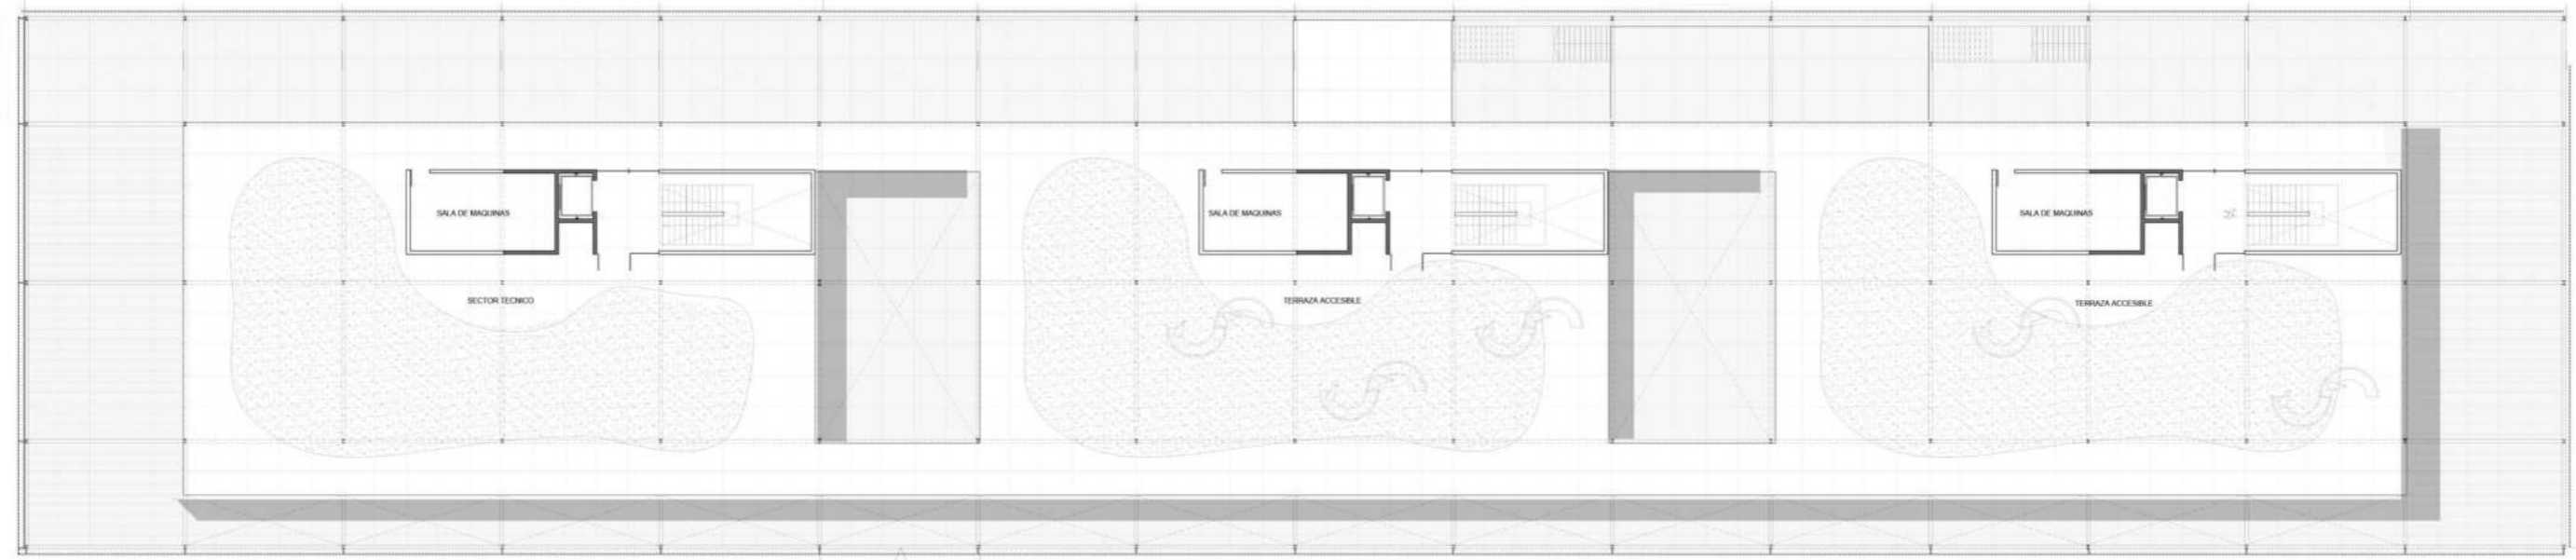 SALA DE MAQUINAS
SALA DE MAQUINAS
SALA DE MAQUINAS
SECTOR TECNICO
TERRAZA ACCESIBLE
TERRAZA ACCESIBLE